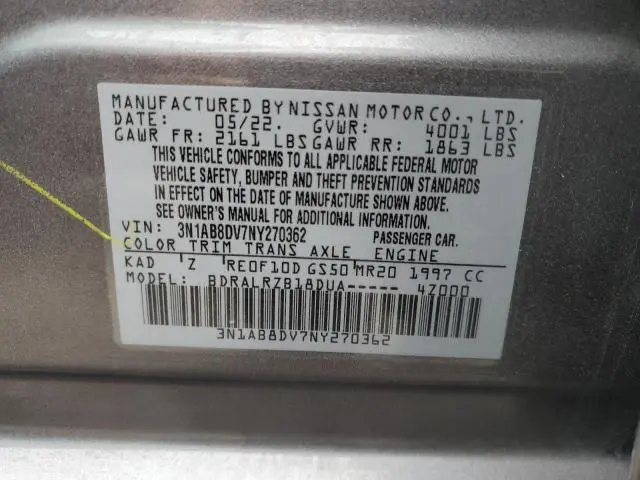 MANUFACTURED BY NISSAN MOTOR CO., LTD.
DATE: 05/22. GVWR: 4001 LBS
GAWR FR: 2161 LBS GAWR RR: 1863 LBS
THIS VEHICLE CONFORMS TO ALL APPLICABLE FEDERAL MOTOR
VEHICLE SAFETY, BUMPER AND THEFT PREVENTION STANDARDS
IN EFFECT ON THE DATE OF MANUFACTURE SHOWN ABOVE.
SEE OWNER'S MANUAL FOR ADDITIONAL INFORMATION.
VIN: 3N1AB8DV7NY270362 PASSENGER CAR.
COLOR TRIM TRANS AXLE ENGINE
KAD Z RE0F10D GS50 MR20 1997 CC
MODEL: BDRALRZB18DUA----- 4Z000
3N1AB8DV7NY270362